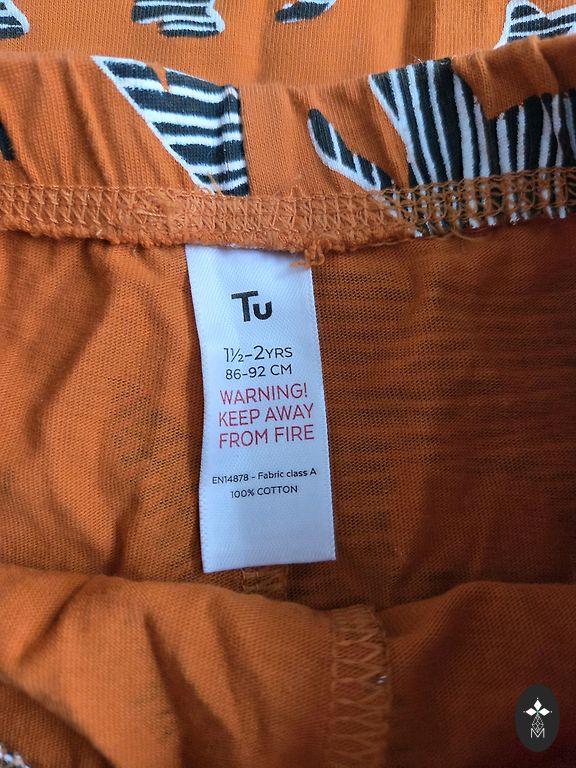 Tu
1½-2YRS
86-92 CM
WARNING!
KEEP AWAY
FROM FIRE
EN14878 - Fabric class A
100% COTTON
M